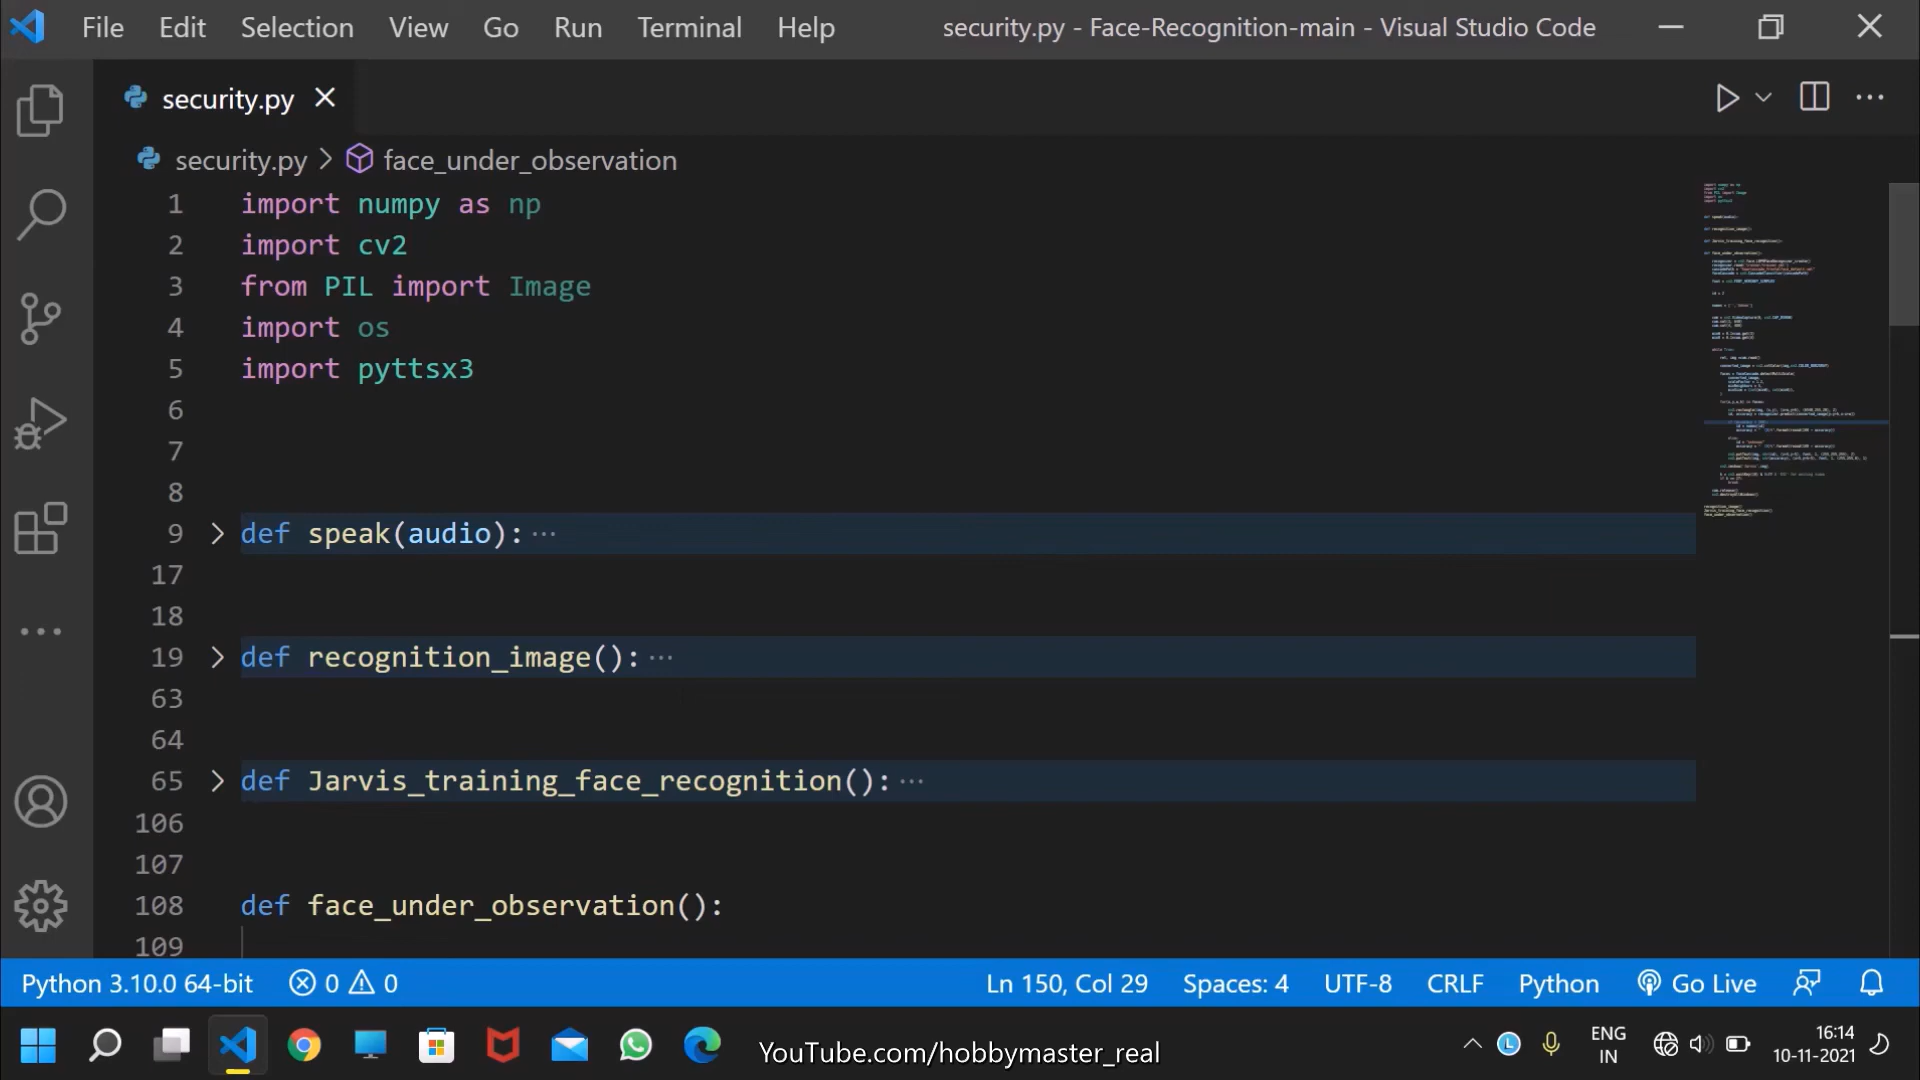 File Edit Selection View Go Run Terminal Help security.py - Face-Recognition-main - Visual Studio Code
security.py
security.py > face_under_observation
1 import numpy as np
2 import cv2
3 from PIL import Image
4 import os
5 import pyttsx3
6
7
8
9 def speak(audio):···
17
18
19 def recognition_image():···
63
64
65 def Jarvis_training_face_recognition():···
106
107
108 def face_under_observation():
109
Python 3.10.0 64-bit 0 0 Ln 150, Col 29 Spaces: 4 UTF-8 CRLF Python Go Live
YouTube.com/hobbymaster_real
ENG
IN
16:14
10-11-2021